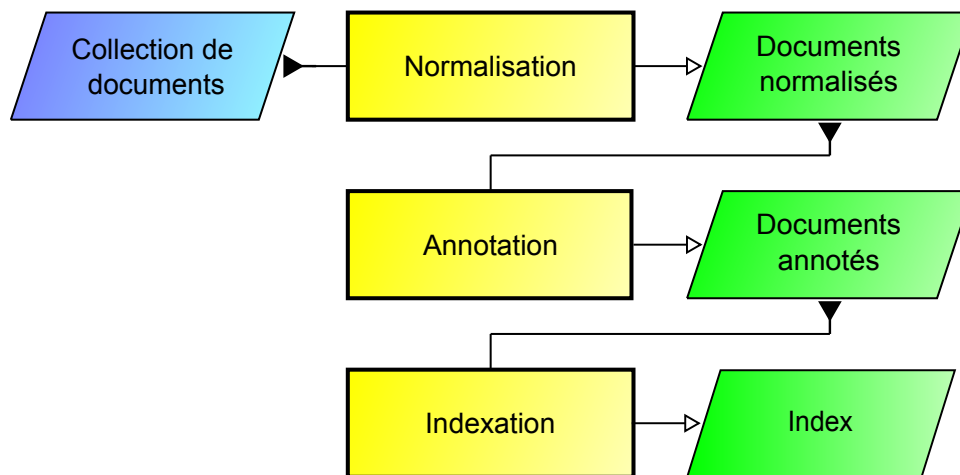 Collection de
documents
Normalisation
Documents
normalisés
Annotation
Documents
annotés
Indexation
Index